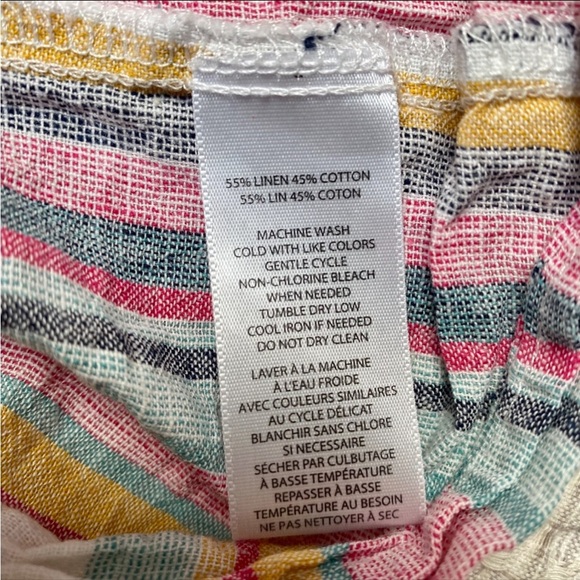 55% LINEN 45% COTTON
55% LIN 45% COTON
MACHINE WASH
COLD WITH LIKE COLORS
GENTLE CYCLE
NON-CHLORINE BLEACH
WHEN NEEDED
TUMBLE DRY LOW
COOL IRON IF NEEDED
DO NOT DRY CLEAN
LAVER À LA MACHINE
À L'EAU FROIDE
AVEC COULEURS SIMILAIRES
AU CYCLE DÉLICAT
BLANCHIR SANS CHLORE
SI NECESSAIRE
SÉCHER PAR CULBUTAGE
À BASSE TEMPÉRATURE
REPASSER À BASSE
TEMPÉRATURE AU BESOIN
NE PAS NETTOYER À SEC